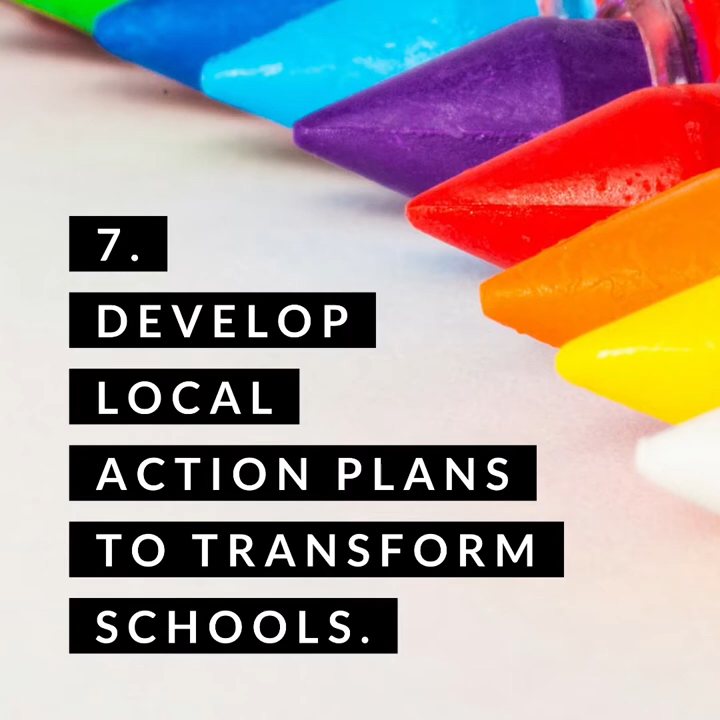 7.
DEVELOP
LOCAL
ACTION PLANS
TO TRANSFORM
SCHOOLS.